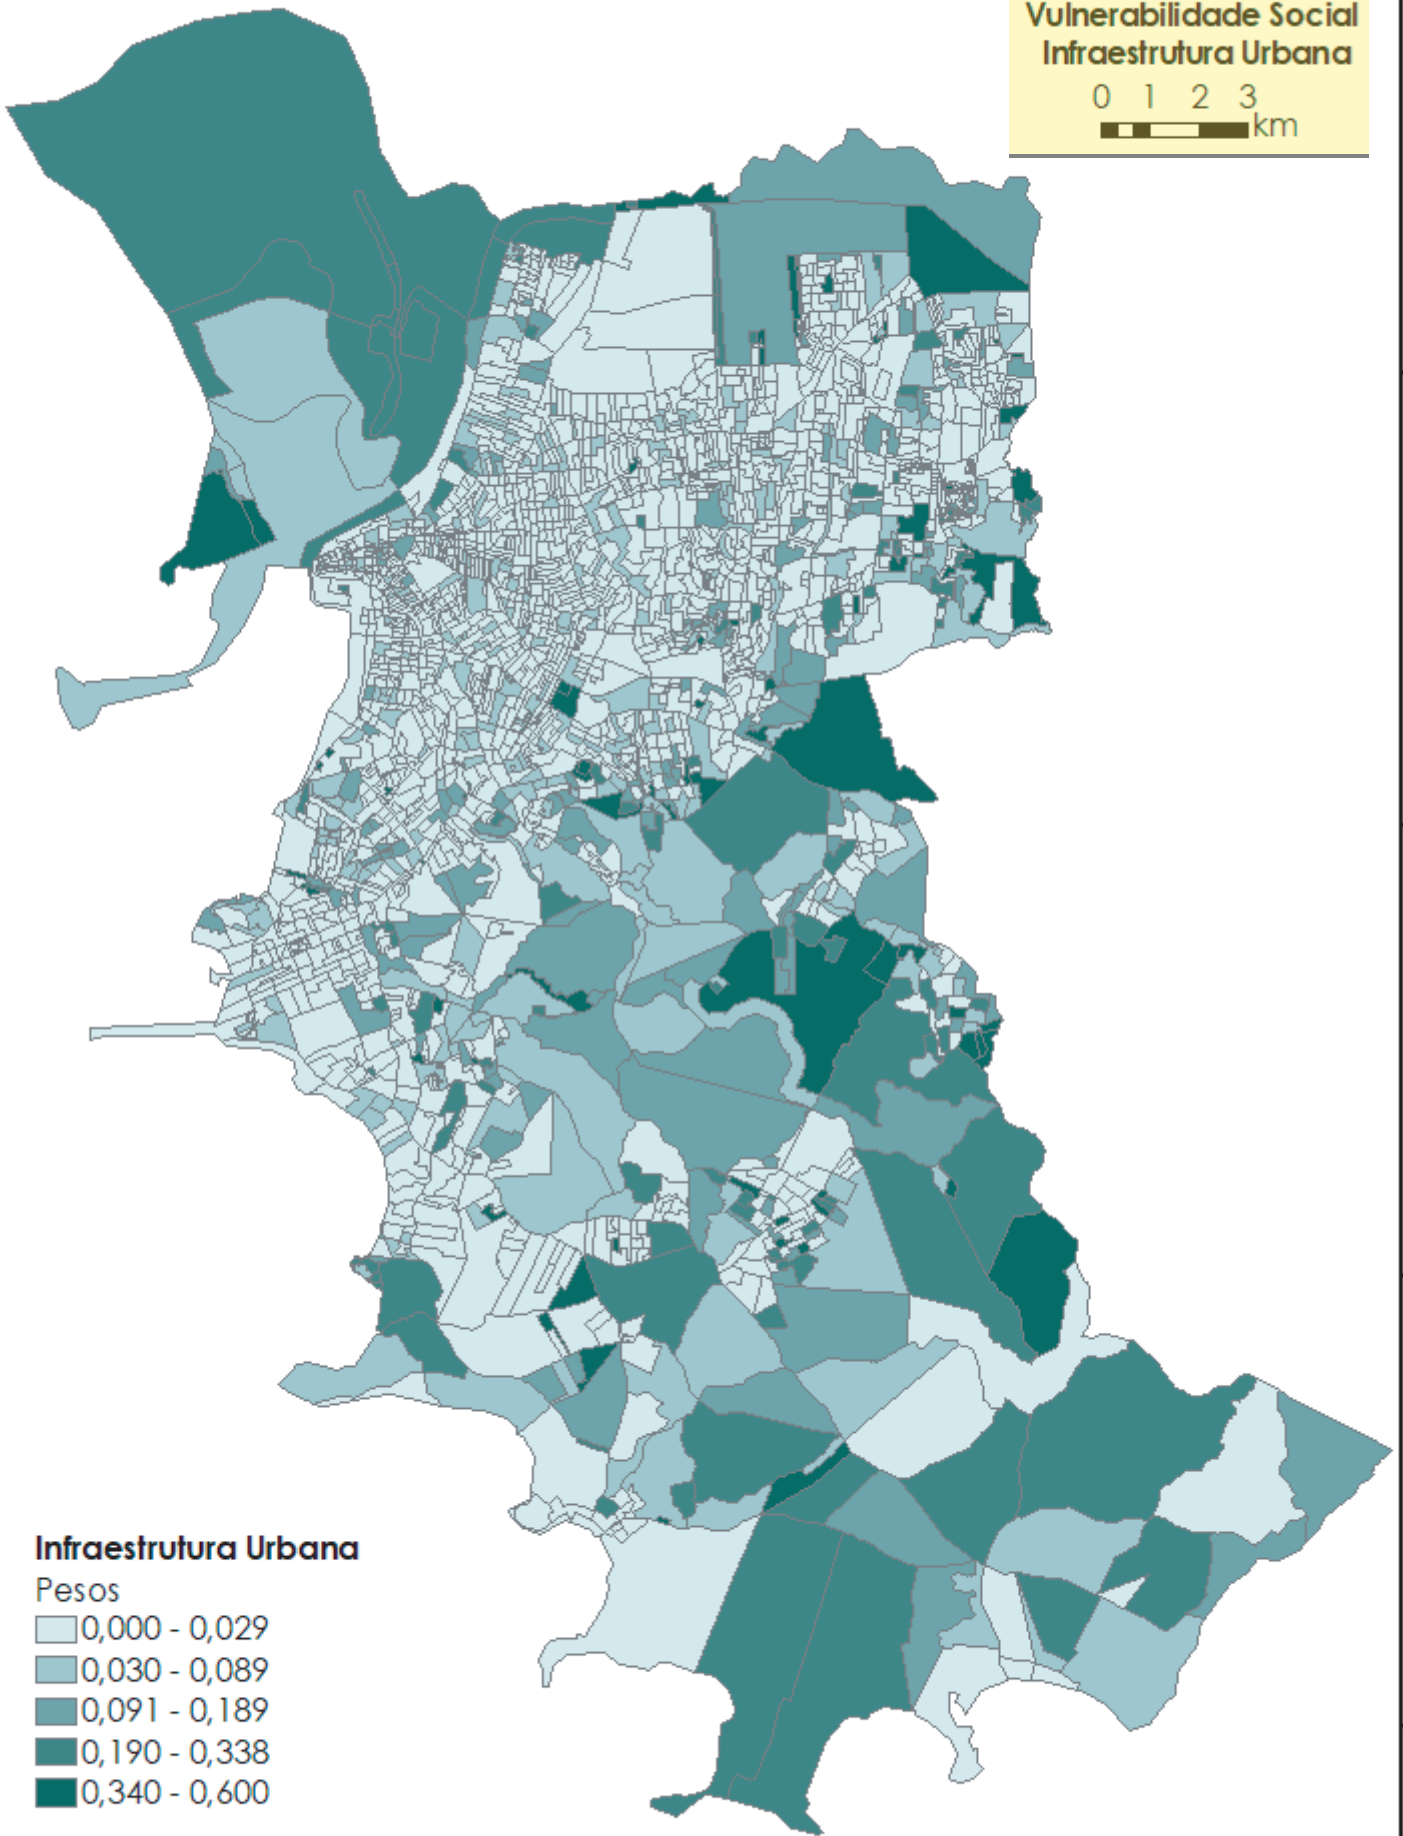 Vulnerabilidade Social
Infraestrutura Urbana
0 1 2 3
km
Infraestrutura Urbana
Pesos
0,000 - 0,029
0,030 - 0,089
0,091 - 0,189
0,190 - 0,338
0,340 - 0,600